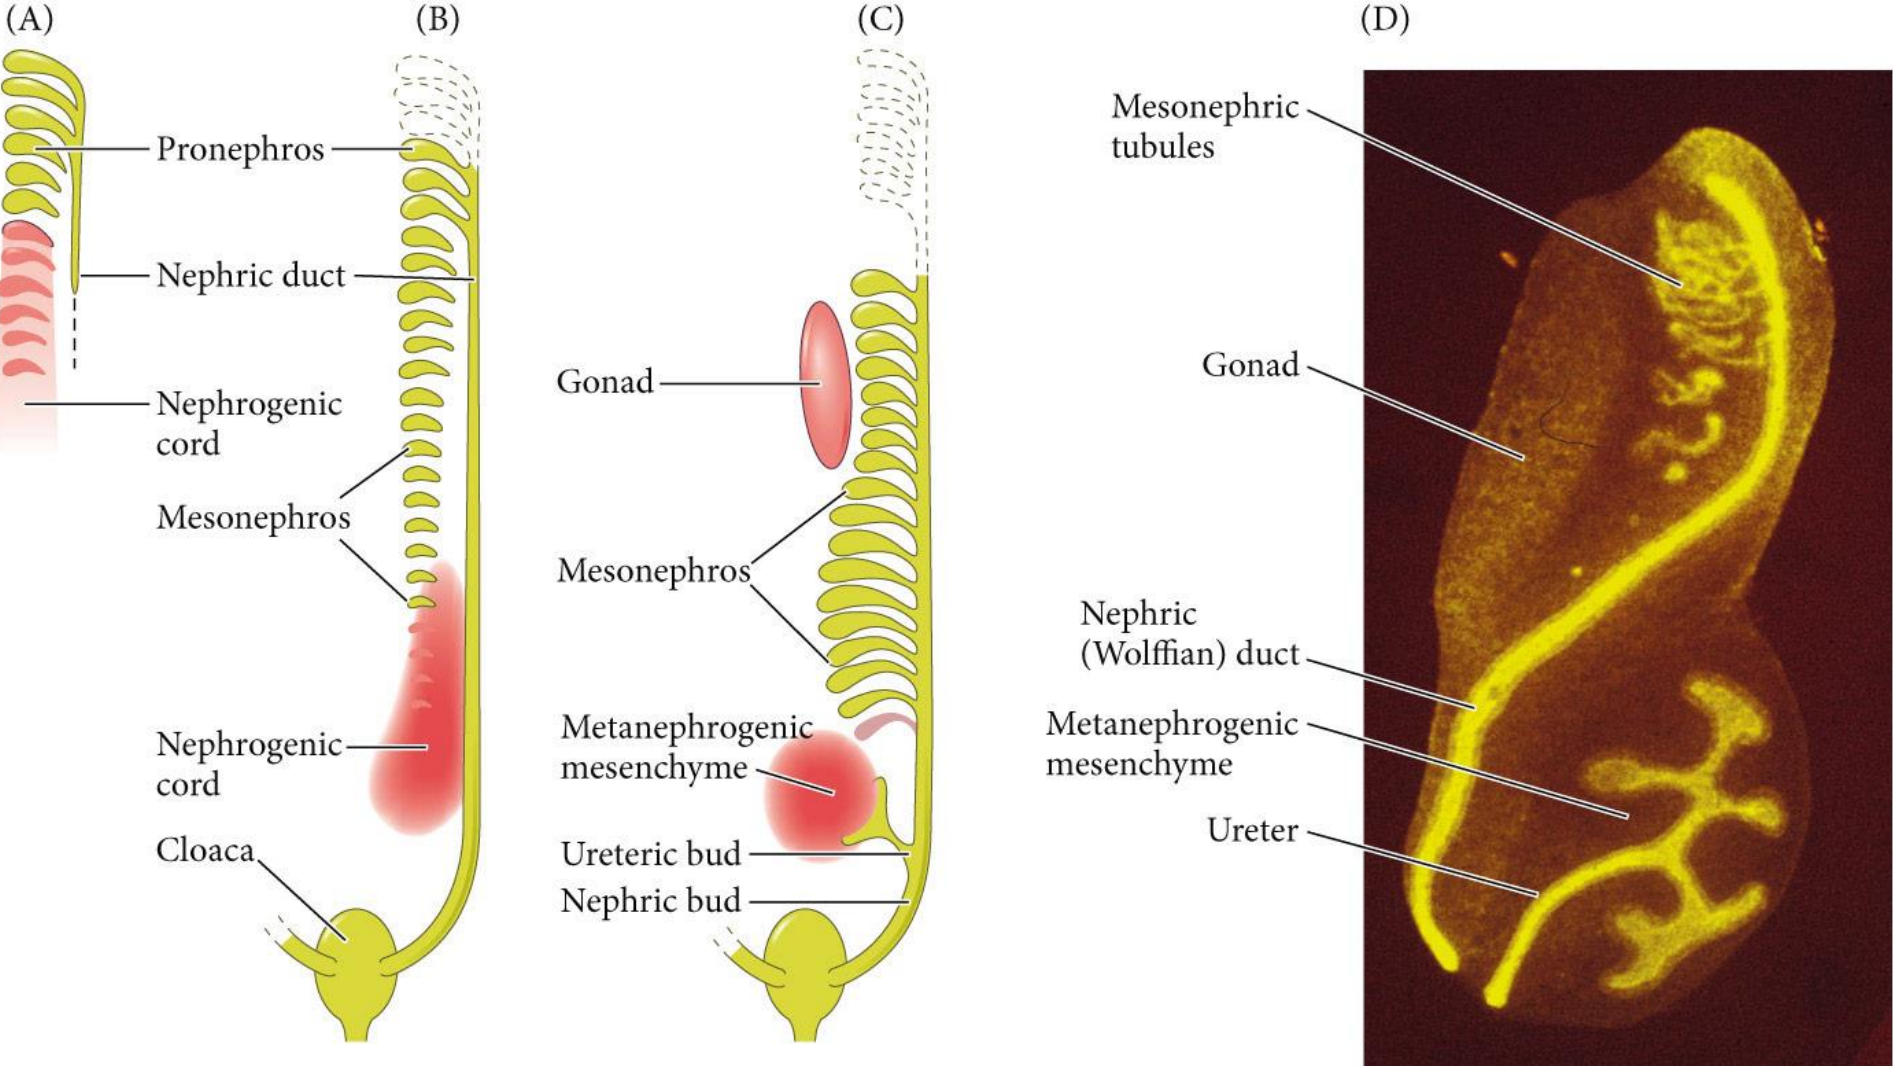 (A)
(B)
(C)
(D)
Pronephros
Nephric duct
Nephrogenic
cord
Mesonephros
Nephrogenic
cord
Cloaca
Gonad
Mesonephros
Metanephrogenic
mesenchyme
Ureteric bud
Nephric bud
Mesonephric
tubules
Gonad
Nephric
(Wolffian) duct
Metanephrogenic
mesenchyme
Ureter